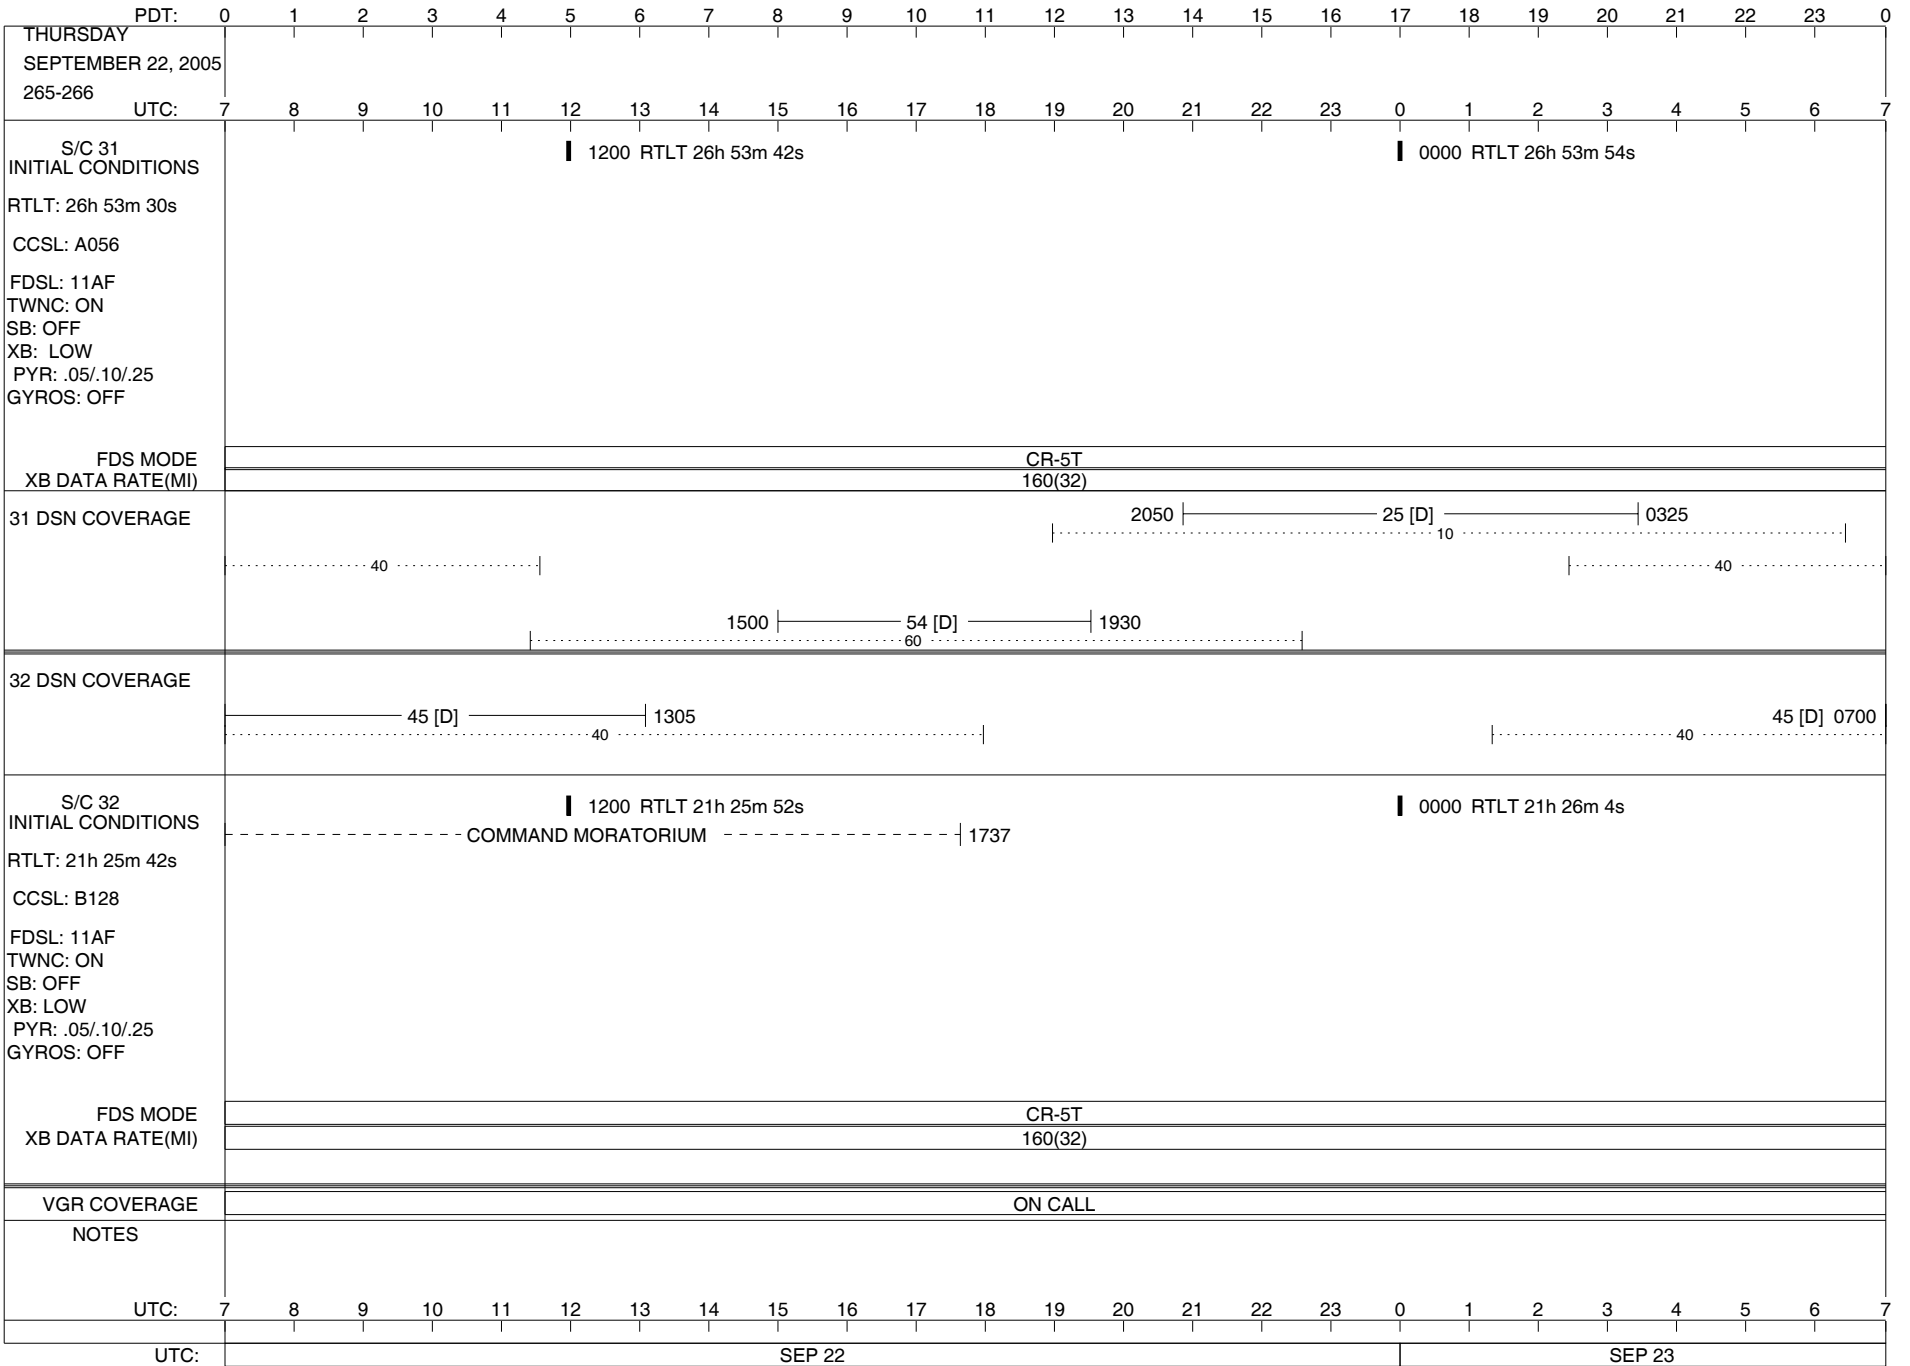 PDT: 0 1 2 3 4 5 6 7 8 9 10 11 12 13 14 15 16 17 18 19 20 21 22 23 0
THURSDAY
SEPTEMBER 22, 2005
265-266
UTC: 7 8 9 10 11 12 13 14 15 16 17 18 19 20 21 22 23 0 1 2 3 4 5 6 7
S/C 31
INITIAL CONDITIONS
1200 RTLT 26h 53m 42s
0000 RTLT 26h 53m 54s
RTLT: 26h 53m 30s
CCSL: A056
FDSL: 11AF
TWNC: ON
SB: OFF
XB: LOW
PYR: .05/.10/.25
GYROS: OFF
FDS MODE CR-5T
XB DATA RATE(MI) 160(32)
31 DSN COVERAGE
2050 25 [D] 0325
10
40 40
1500 54 [D] 1930
60
32 DSN COVERAGE
45 [D] 1305 45 [D] 0700
40 40
S/C 32
INITIAL CONDITIONS
1200 RTLT 21h 25m 52s
0000 RTLT 21h 26m 4s
COMMAND MORATORIUM 1737
RTLT: 21h 25m 42s
CCSL: B128
FDSL: 11AF
TWNC: ON
SB: OFF
XB: LOW
PYR: .05/.10/.25
GYROS: OFF
FDS MODE CR-5T
XB DATA RATE(MI) 160(32)
VGR COVERAGE ON CALL
NOTES
UTC: 7 8 9 10 11 12 13 14 15 16 17 18 19 20 21 22 23 0 1 2 3 4 5 6 7
UTC: SEP 22 SEP 23